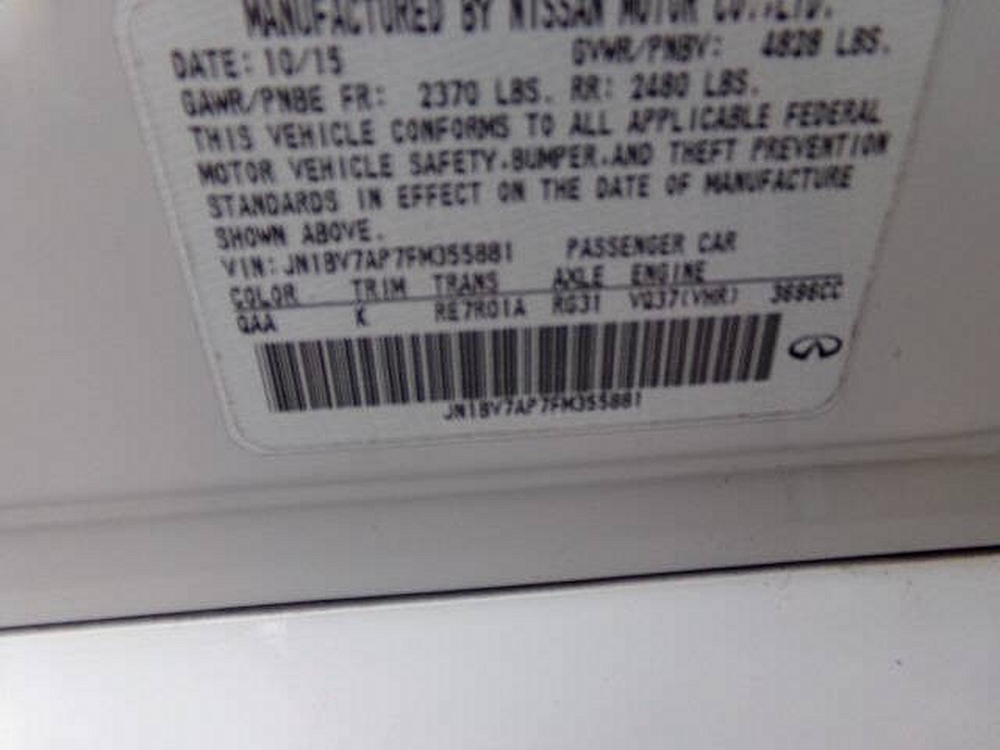 MANUFACTURED BY NISSAN MOTOR CO.,LTD.
DATE: 10/15 GVWR/PNBV: 4828 LBS.
GAWR/PNBE FR: 2370 LBS. RR: 2480 LBS.
THIS VEHICLE CONFORMS TO ALL APPLICABLE FEDERAL
MOTOR VEHICLE SAFETY,BUMPER,AND THEFT PREVENTION
STANDARDS IN EFFECT ON THE DATE OF MANUFACTURE
SHOWN ABOVE.
VIN: JN1BV7AP7FM355881 PASSENGER CAR
COLOR TRIM TRANS AXLE ENGINE
QAA K RE7R01A RG31 VQ37(VHR) 3696CC
JN1BV7AP7FM355881